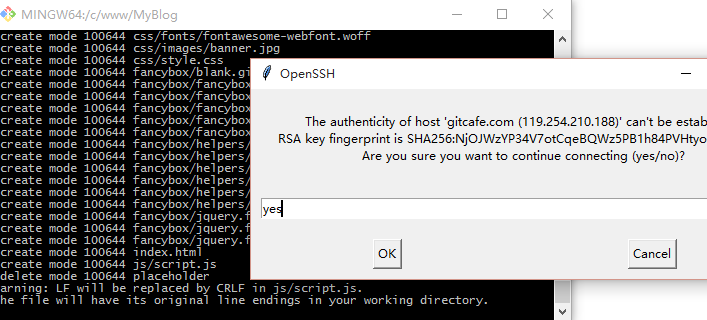 MINGW64:/c/www/MyBlog
create mode 100644 css/fonts/fontawesome-webfont.woff
create mode 100644 css/images/banner.jpg
create mode 100644 css/style.css
create mode 100644 fancybox/blank.gi
create mode 100644 fancybox/fancybox
create mode 100644 fancybox/fancybox
create mode 100644 fancybox/fancybox
create mode 100644 fancybox/fancybox
create mode 100644 fancybox/fancybox
create mode 100644 fancybox/helpers/
create mode 100644 fancybox/helpers/
create mode 100644 fancybox/helpers/
create mode 100644 fancybox/helpers/
create mode 100644 fancybox/helpers/
create mode 100644 fancybox/jquery.f
create mode 100644 fancybox/jquery.f
create mode 100644 fancybox/jquery.f
create mode 100644 index.html
create mode 100644 js/script.js
delete mode 100644 placeholder
arning: LF will be replaced by CRLF in js/script.js.
he file will have its original line endings in your working directory.
OpenSSH
The authenticity of host 'gitcafe.com (119.254.210.188)' can't be estab
RSA key fingerprint is SHA256:NjOJWzYP34V7otCqeBQWz5PB1h84PVHtyo
Are you sure you want to continue connecting (yes/no)?
yes
OK
Cancel